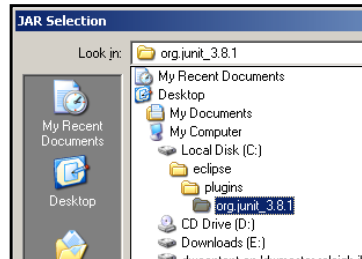 JAR Selection
Look in:
org.junit_3.8.1
My Recent Documents
Desktop
My Documents
My Computer
Local Disk (C:)
eclipse
plugins
org.junit_3.8.1
CD Drive (D:)
Downloads (E:)
My Recent
Documents
Desktop